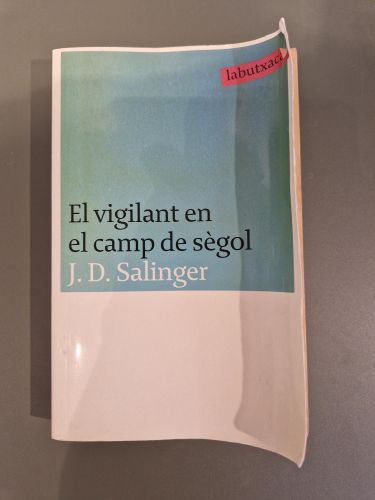 labutxaca
El vigilant en
el camp de sègol
J. D. Salinger